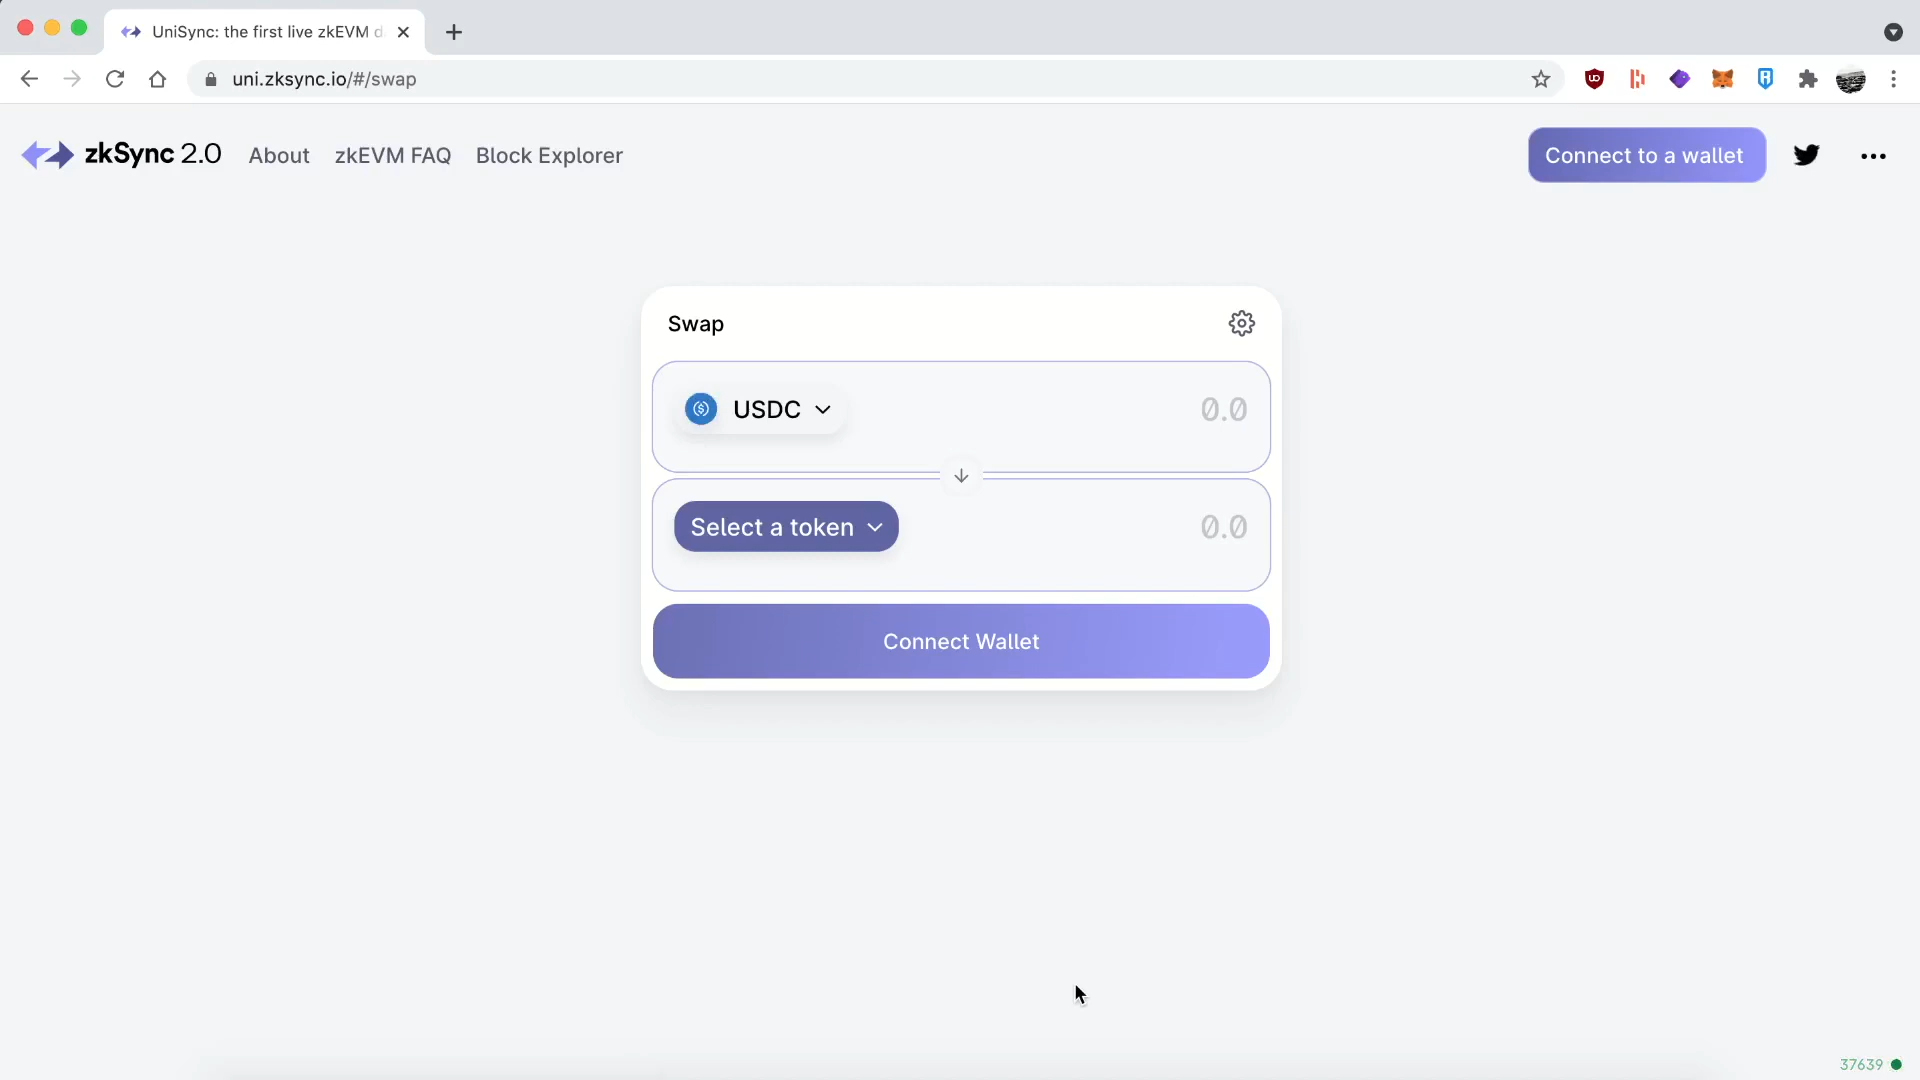 UniSync: the first live zkEVM d
uni.zksync.io/#/swap
zkSync 2.0
About
zkEVM FAQ
Block Explorer
Connect to a wallet
Swap
USDC
0.0
Select a token
0.0
Connect Wallet
37639